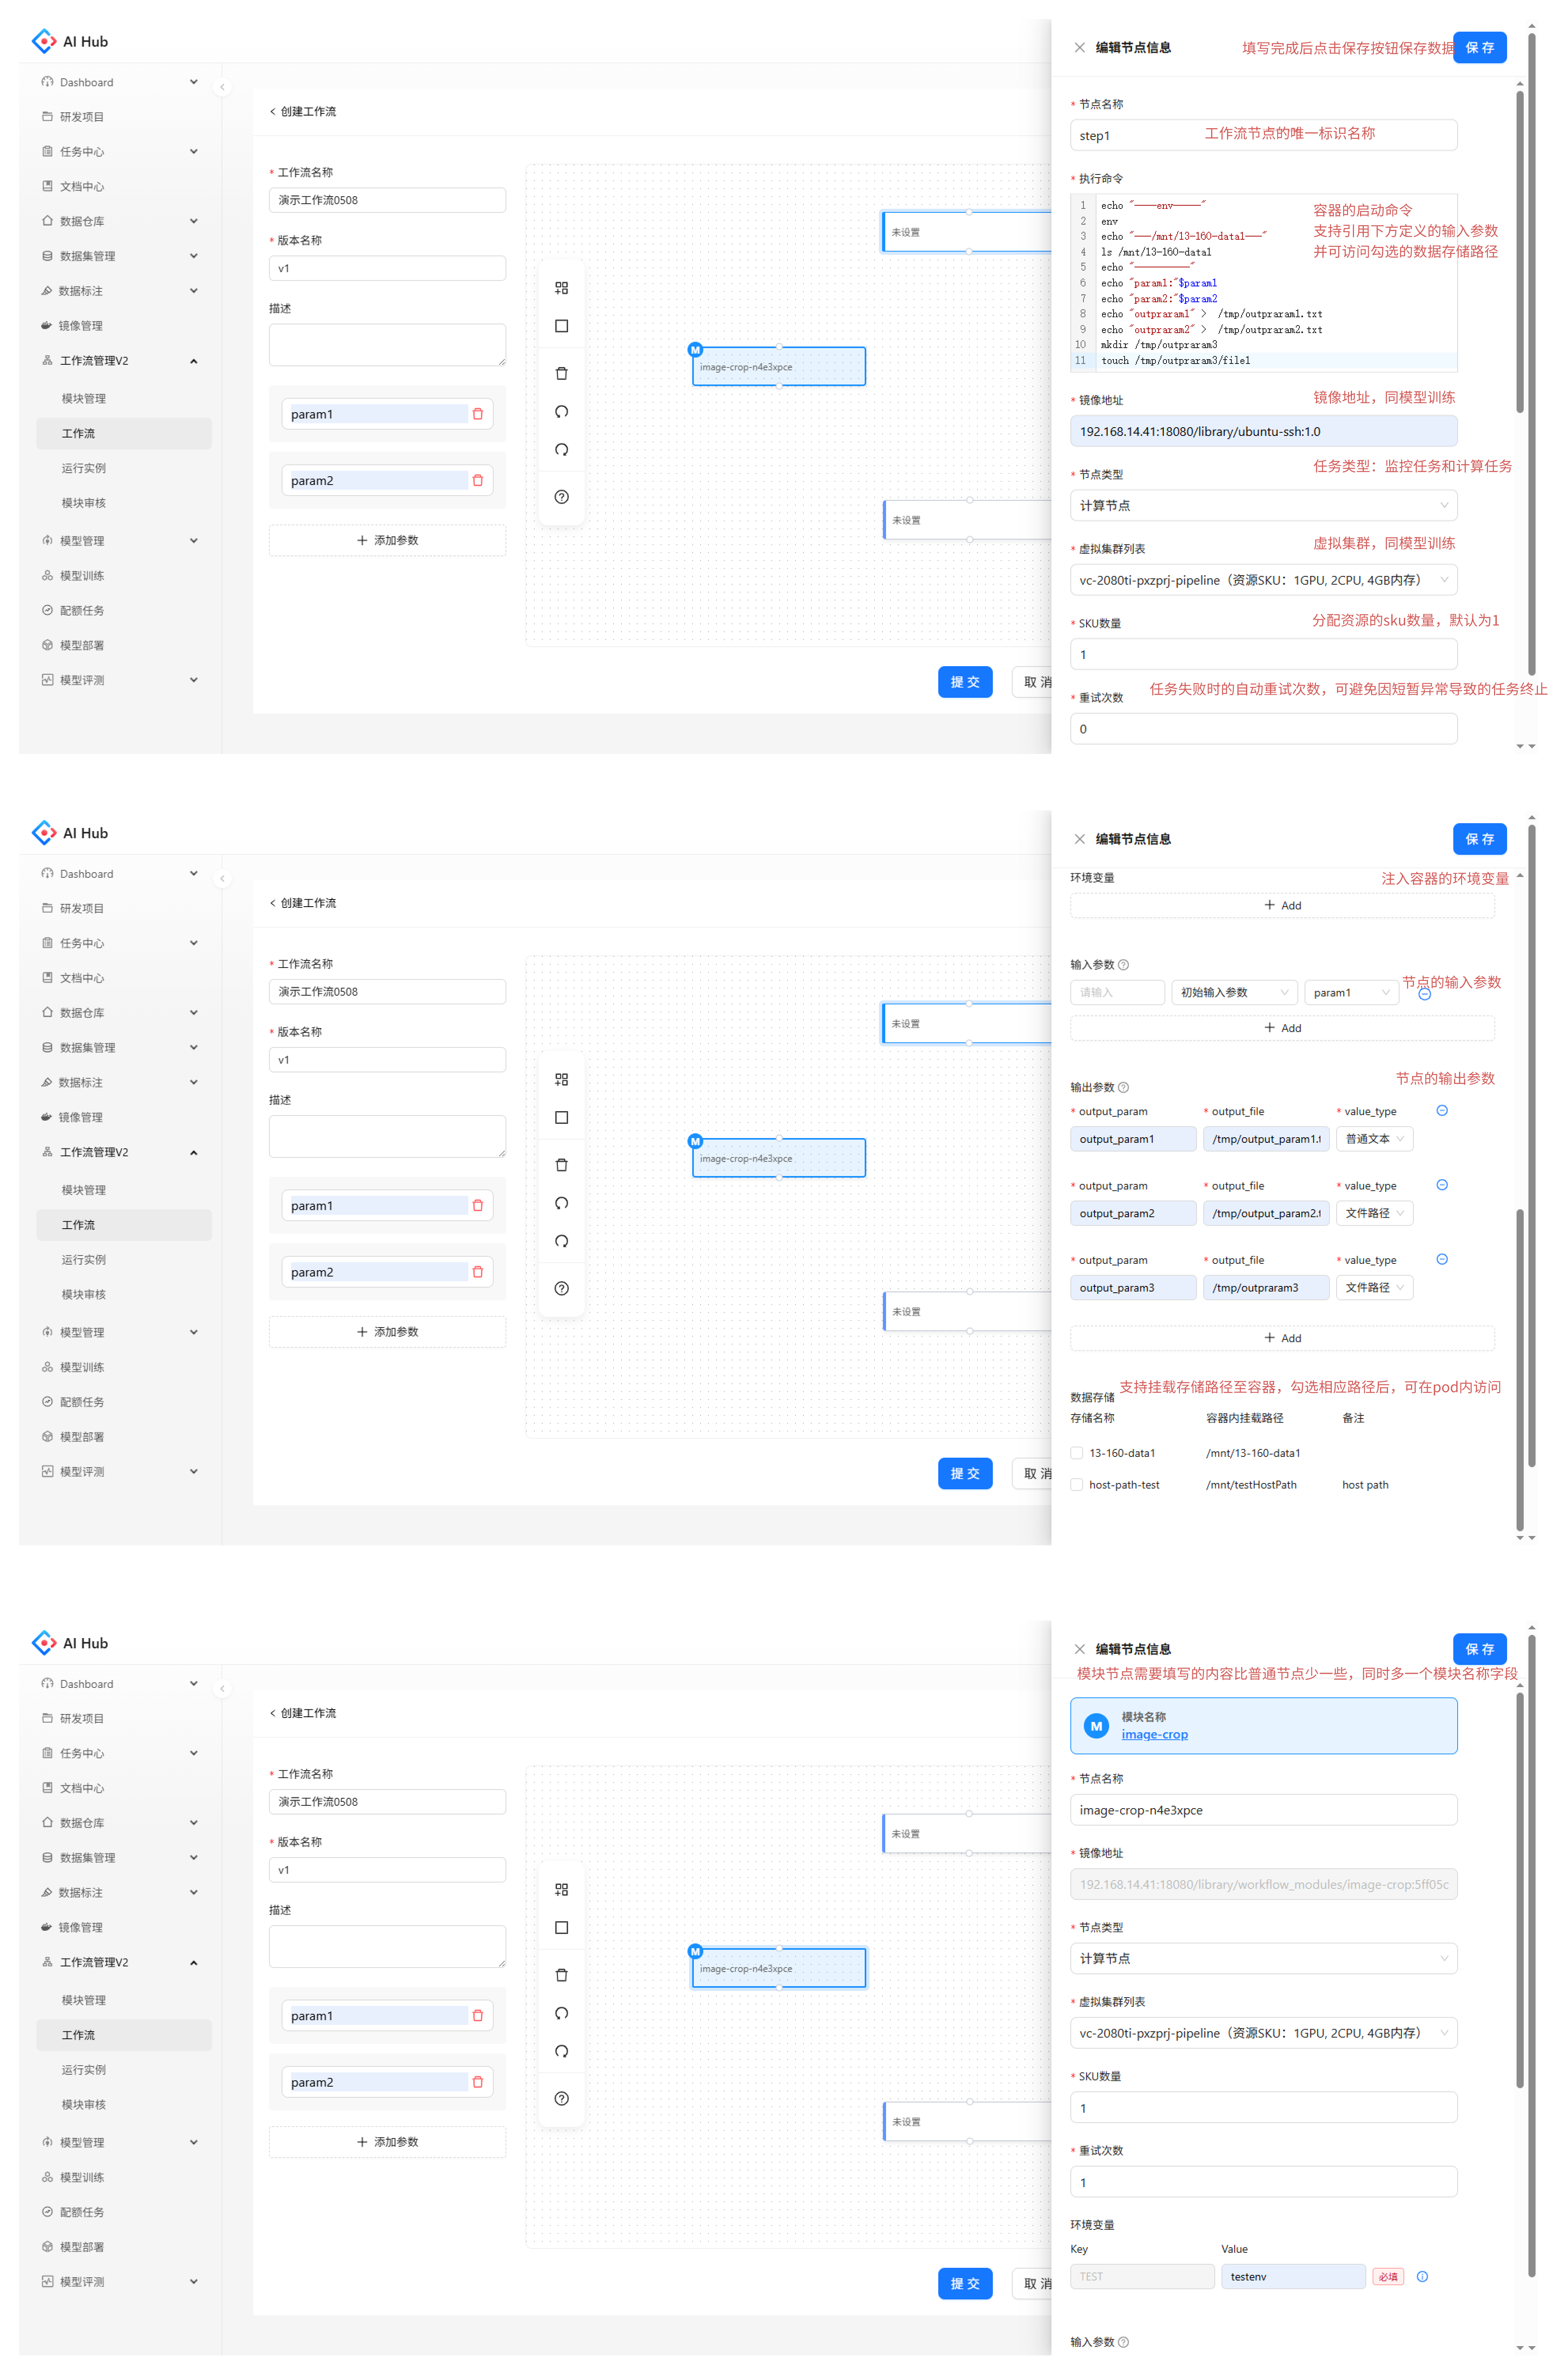 AI Hub
Dashboard
研发项目
任务中心
文档中心
数据仓库
数据集管理
数据标注
镜像管理
工作流管理V2
模块管理
工作流
运行实例
模块审核
模型管理
模型训练
配额任务
模型部署
模型评测
< 创建工作流
* 工作流名称
演示工作流0508
* 版本名称
v1
描述
param1
param2
+ 添加参数
未设置
M
image-crop-n4e3xpce
未设置
提 交
取 消
编辑节点信息
填写完成后点击保存按钮保存数据
保 存
* 节点名称
step1
工作流节点的唯一标识名称
* 执行命令
1 echo "----env-----"
2 env
3 echo "---/mnt/13-160-data1---"
4 ls /mnt/13-160-data1
5 echo "----------"
6 echo "param1:"$param1
7 echo "param2:"$param2
8 echo "outpraram1" > /tmp/outpraram1.txt
9 echo "outpraram2" > /tmp/outpraram2.txt
10 mkdir /tmp/outpraram3
11 touch /tmp/outpraram3/file1
容器的启动命令
支持引用下方定义的输入参数
并可访问勾选的数据存储路径
* 镜像地址
镜像地址，同模型训练
192.168.14.41:18080/library/ubuntu-ssh:1.0
* 节点类型
任务类型：监控任务和计算任务
计算节点
* 虚拟集群列表
虚拟集群，同模型训练
vc-2080ti-pxzprj-pipeline（资源SKU：1GPU, 2CPU, 4GB内存）
* SKU数量
分配资源的sku数量，默认为1
1
* 重试次数
任务失败时的自动重试次数，可避免因短暂异常导致的任务终止
0
AI Hub
Dashboard
研发项目
任务中心
文档中心
数据仓库
数据集管理
数据标注
镜像管理
工作流管理V2
模块管理
工作流
运行实例
模块审核
模型管理
模型训练
配额任务
模型部署
模型评测
< 创建工作流
* 工作流名称
演示工作流0508
* 版本名称
v1
描述
param1
param2
+ 添加参数
未设置
M
image-crop-n4e3xpce
未设置
提 交
取 消
编辑节点信息
保 存
环境变量
注入容器的环境变量
+ Add
输入参数
节点的输入参数
请输入
初始输入参数
param1
+ Add
节点的输出参数
输出参数
* output_param * output_file * value_type
output_param1 /tmp/output_param1.t 普通文本
* output_param * output_file * value_type
output_param2 /tmp/output_param2.t 文件路径
* output_param * output_file * value_type
output_param3 /tmp/outpraram3 文件路径
+ Add
数据存储
支持挂载存储路径至容器，勾选相应路径后，可在pod内访问
存储名称 容器内挂载路径 备注
13-160-data1 /mnt/13-160-data1
host-path-test /mnt/testHostPath host path
AI Hub
Dashboard
研发项目
任务中心
文档中心
数据仓库
数据集管理
数据标注
镜像管理
工作流管理V2
模块管理
工作流
运行实例
模块审核
模型管理
模型训练
配额任务
模型部署
模型评测
< 创建工作流
* 工作流名称
演示工作流0508
* 版本名称
v1
描述
param1
param2
+ 添加参数
未设置
M
image-crop-n4e3xpce
未设置
提 交
取 消
编辑节点信息
保 存
模块节点需要填写的内容比普通节点少一些，同时多一个模块名称字段
M
模块名称
image-crop
* 节点名称
image-crop-n4e3xpce
* 镜像地址
192.168.14.41:18080/library/workflow_modules/image-crop:5ff05c
* 节点类型
计算节点
* 虚拟集群列表
vc-2080ti-pxzprj-pipeline（资源SKU：1GPU, 2CPU, 4GB内存）
* SKU数量
1
* 重试次数
1
环境变量
Key Value
TEST testenv 必填
输入参数